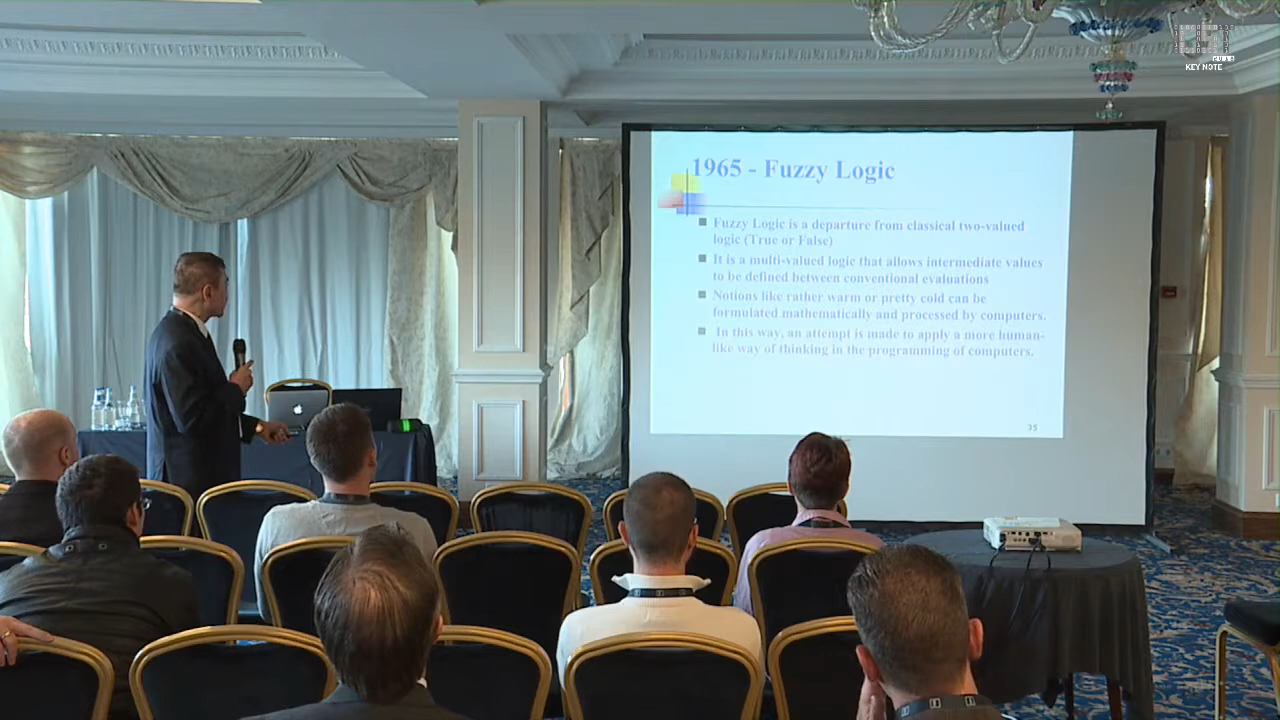 KEY NOTE
1965 - Fuzzy Logic
Fuzzy Logic is a departure from classical two-valued
logic (True or False)
It is a multi-valued logic that allows intermediate values
to be defined between conventional evaluations
Notions like rather warm or pretty cold can be
formulated mathematically and processed by computers.
In this way, an attempt is made to apply a more human-
like way of thinking in the programming of computers.
35